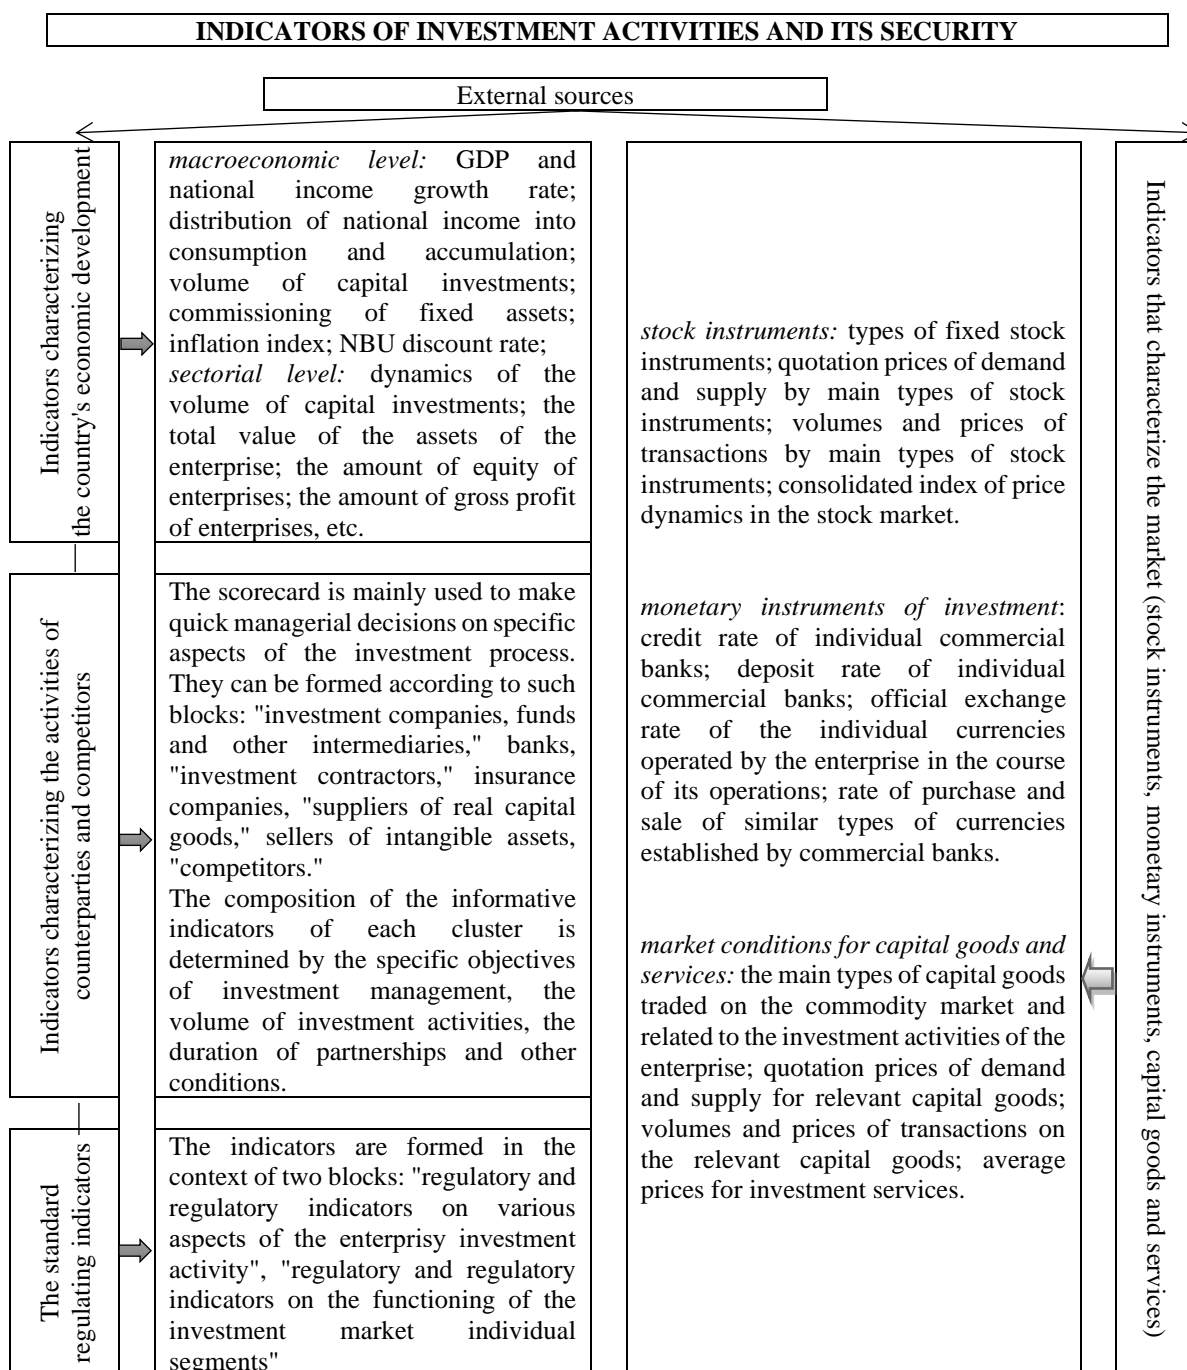 INDICATORS OF INVESTMENT ACTIVITIES AND ITS SECURITY
External sources
Indicators characterizing
the country's economic development
macroeconomic level: GDP and
national income growth rate;
distribution of national income into
consumption and accumulation;
volume of capital investments;
commissioning of fixed assets;
inflation index; NBU discount rate;
sectorial level: dynamics of the
volume of capital investments; the
total value of the assets of the
enterprise; the amount of equity of
enterprises; the amount of gross profit
of enterprises, etc.
Indicators characterizing the activities of
counterparties and competitors
The scorecard is mainly used to make
quick managerial decisions on specific
aspects of the investment process.
They can be formed according to such
blocks: "investment companies, funds
and other intermediaries," banks,
"investment contractors," insurance
companies, "suppliers of real capital
goods," sellers of intangible assets,
"competitors."
The composition of the informative
indicators of each cluster is
determined by the specific objectives
of investment management, the
volume of investment activities, the
duration of partnerships and other
conditions.
The standard
regulating indicators
The indicators are formed in the
context of two blocks: "regulatory and
regulatory indicators on various
aspects of the enterprisy investment
activity", "regulatory and regulatory
indicators on the functioning of the
investment market individual
segments"
stock instruments: types of fixed stock
instruments; quotation prices of demand
and supply by main types of stock
instruments; volumes and prices of
transactions by main types of stock
instruments; consolidated index of price
dynamics in the stock market.
monetary instruments of investment:
credit rate of individual commercial
banks; deposit rate of individual
commercial banks; official exchange
rate of the individual currencies
operated by the enterprise in the course
of its operations; rate of purchase and
sale of similar types of currencies
established by commercial banks.
market conditions for capital goods and
services: the main types of capital goods
traded on the commodity market and
related to the investment activities of the
enterprise; quotation prices of demand
and supply for relevant capital goods;
volumes and prices of transactions on
the relevant capital goods; average
prices for investment services.
Indicators that characterize the market (stock instruments, monetary instruments, capital goods and services)